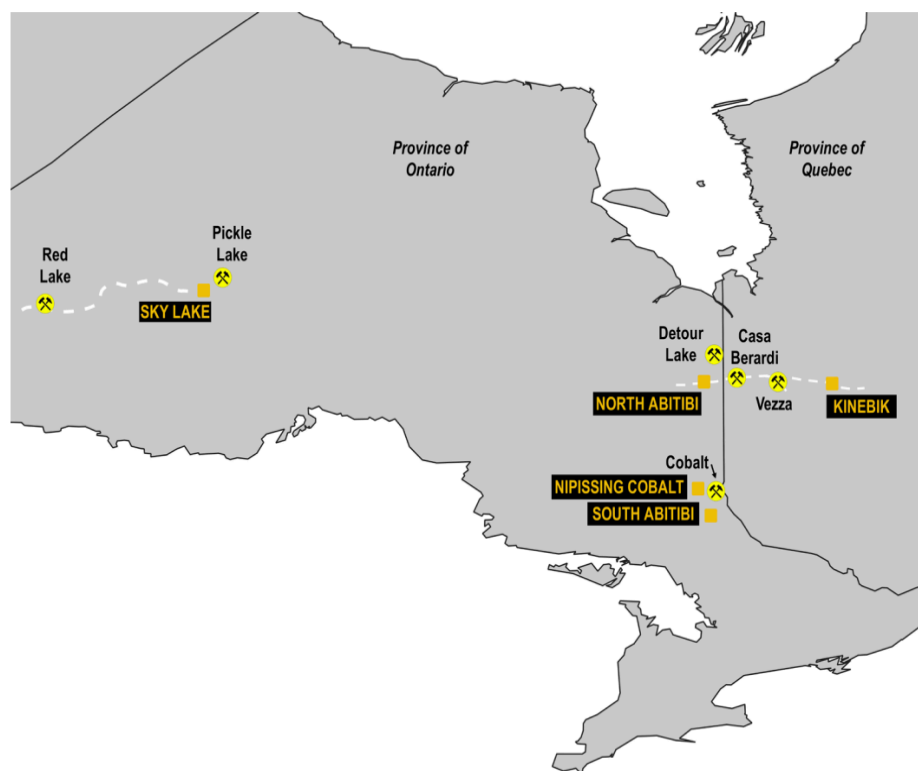 Province of
Ontario
Province of
Quebec
Pickle
Lake
Red
Lake
SKY LAKE
Detour
Lake
Casa
Berardi
NORTH ABITIBI
Vezza
KINEBIK
Cobalt
NIPISSING COBALT
SOUTH ABITIBI